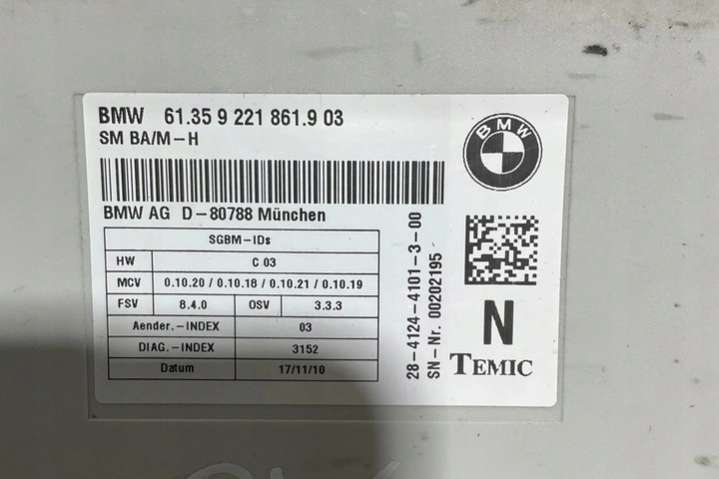 BMW 61.35 9 221 861.9 03
SM BA/M-H
BMW AG D-80788 München
BMW
SGBM-IDs
HW C 03
MCV 0.10.20 / 0.10.18 / 0.10.21 / 0.10.19
FSV 8.4.0 OSV 3.3.3
Aender.-INDEX 03
DIAG.-INDEX 3152
Datum 17/11/10
28-4124-4101-3-00
SN-Nr. 00202195
N
TEMIC